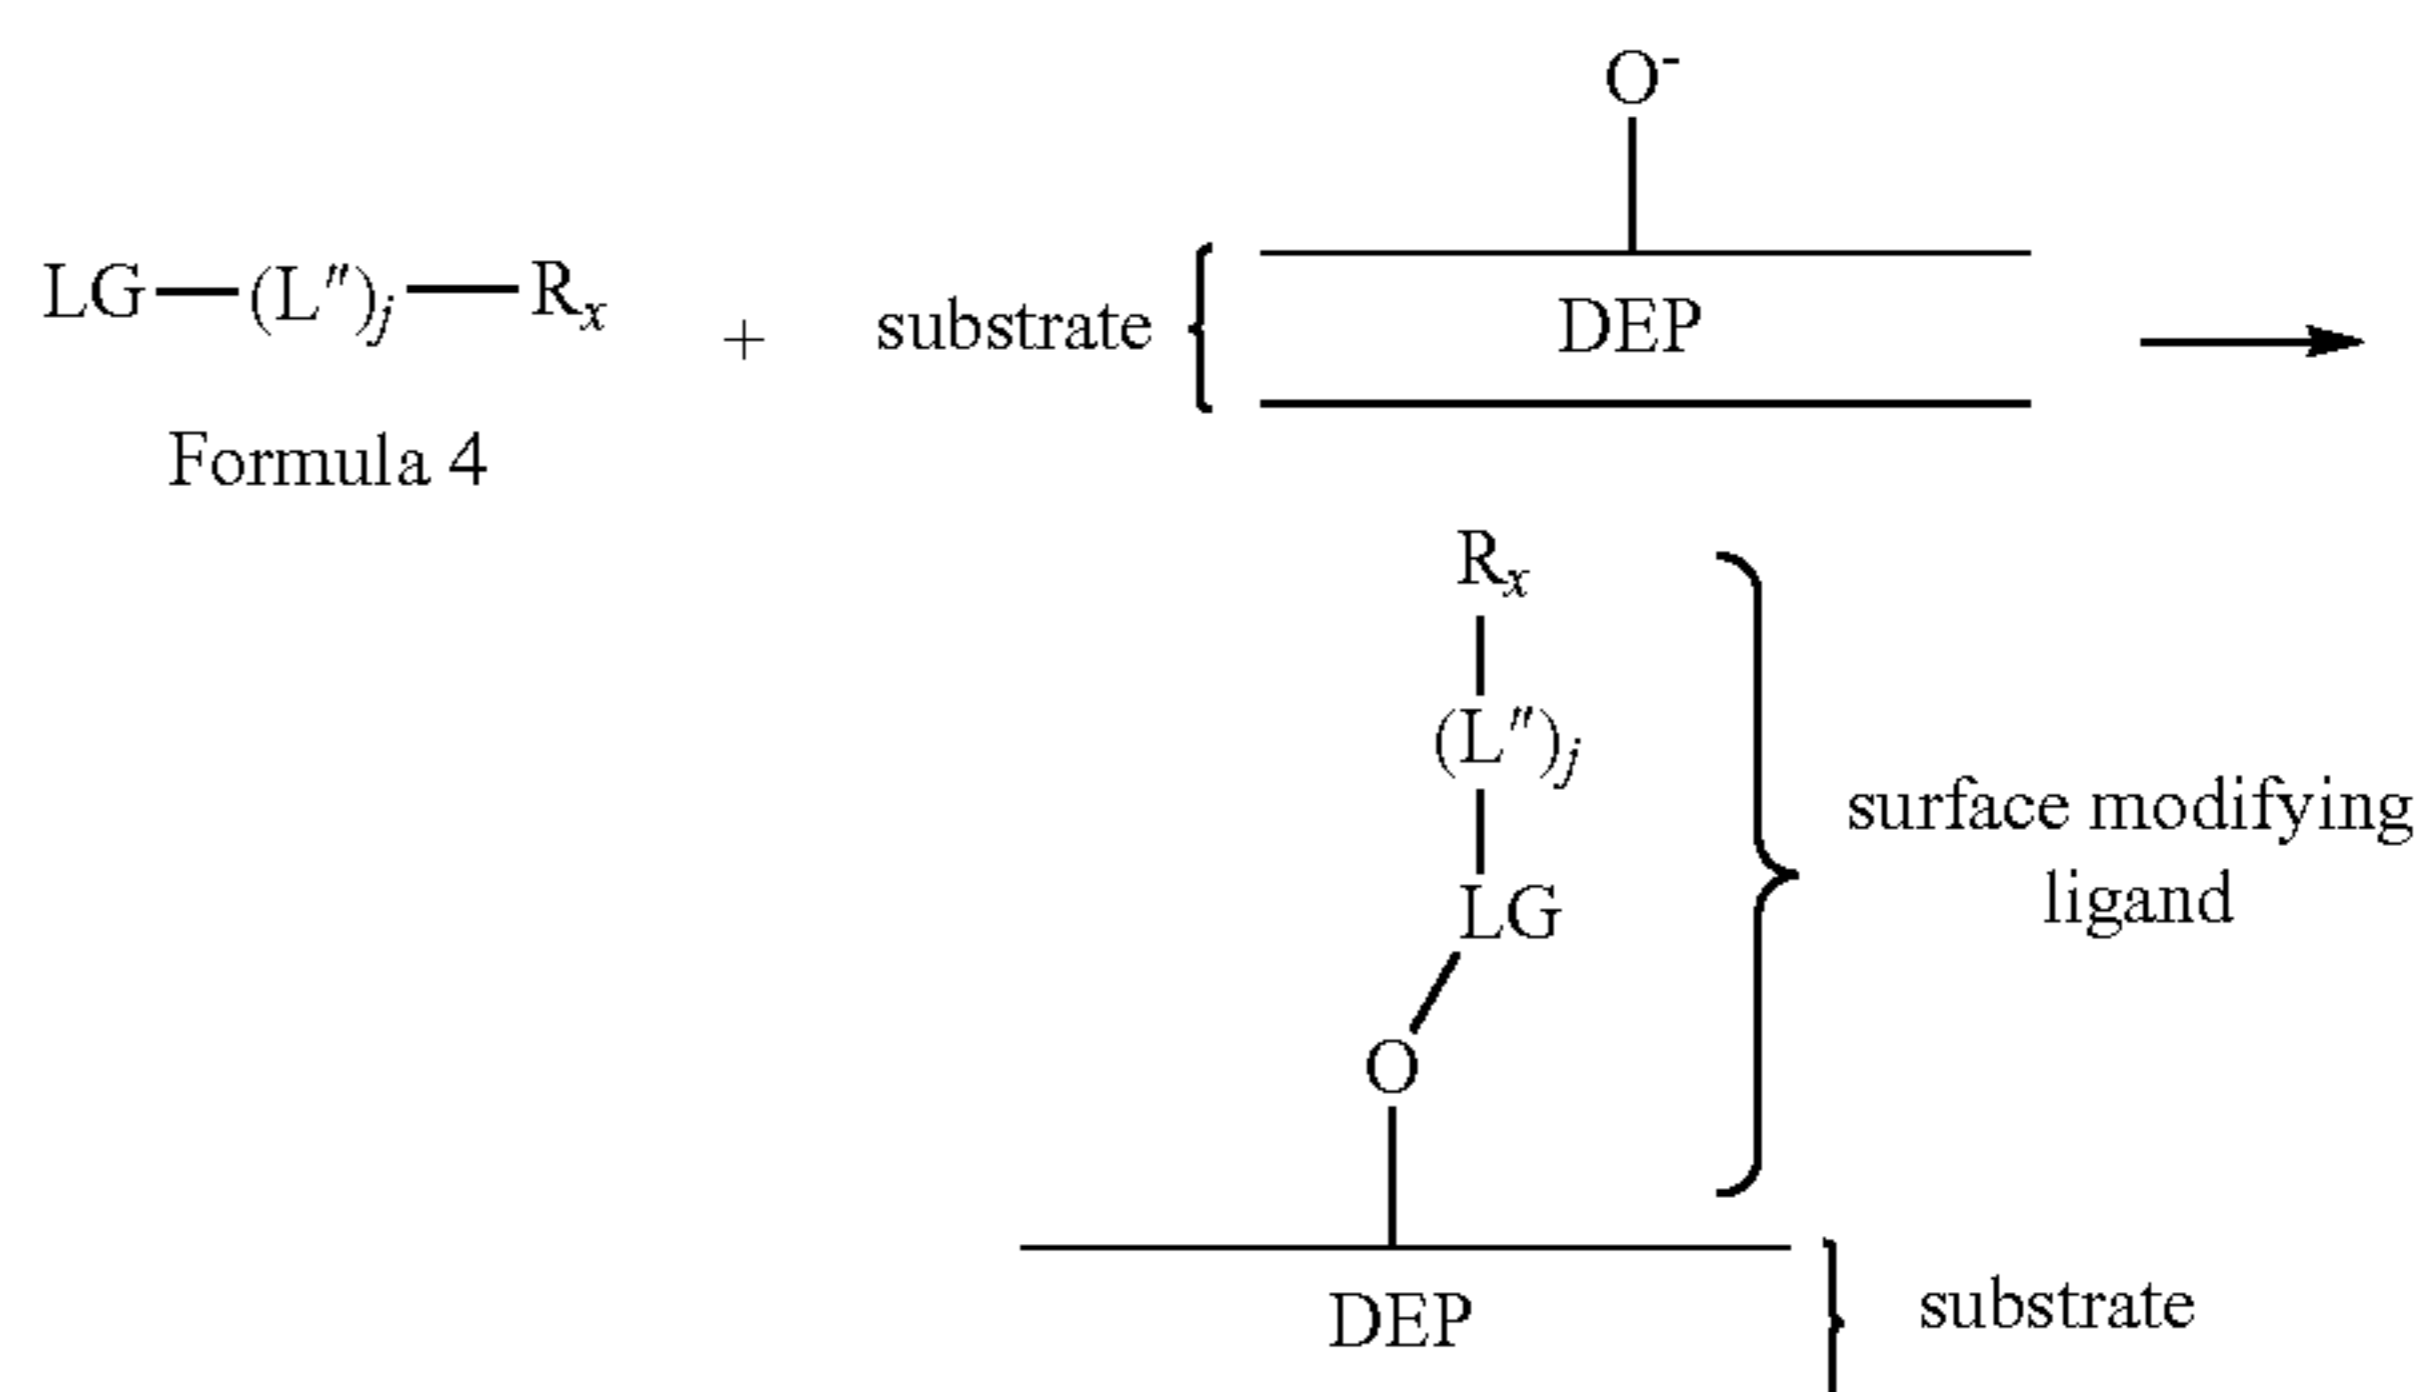 O⁻
LG—(L″)ⱼ—Rₓ + substrate { DEP
Formula 4
Rₓ
(L″)ⱼ
surface modifying
ligand
LG
O
DEP
substrate